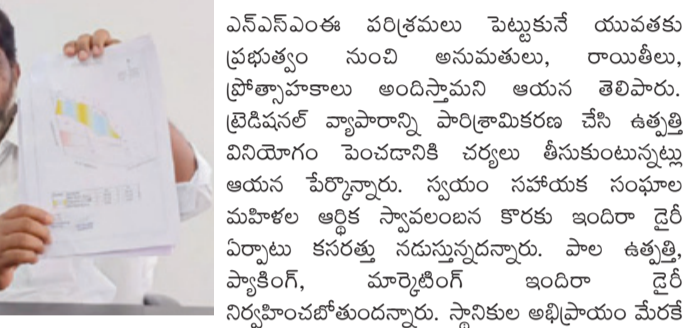 ఎన్ఎస్ఎంఈ పరిశ్రమలు పెట్టుకునే యువతకు
ప్రభుత్వం నుంచి అనుమతులు, రాయితీలు,
ప్రోత్సాహకాలు అందిస్తామని ఆయన తెలిపారు.
ట్రెడిషనల్ వ్యాపారాన్ని పారిశ్రామికరణ చేసి ఉత్పత్తి
వినియోగం పెంచడానికి చర్యలు తీసుకుంటున్నట్లు
ఆయన పేర్కొన్నారు. స్వయం సహాయక సంఘాల
మహిళల ఆర్థిక స్వావలంబన కొరకు ఇందిరా డైరీ
ఏర్పాటు కసరత్తు నడుస్తున్నదన్నారు. పాల ఉత్పత్తి,
ప్యాకింగ్, మార్కెటింగ్ ఇందిరా డైరీ
నిర్వహించబోతుందన్నారు. స్థానికుల అభిప్రాయం మేరకే